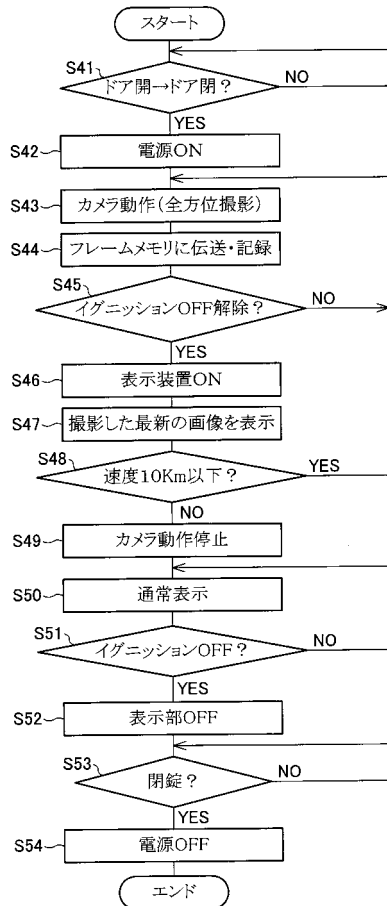 スタート
S41
ドア開→ドア閉？
NO
YES
S42
電源ON
S43
カメラ動作(全方位撮影)
S44
フレームメモリに伝送・記録
S45
イグニッションOFF解除？
NO
YES
S46
表示装置ON
S47
撮影した最新の画像を表示
S48
速度10Km以下？
YES
NO
S49
カメラ動作停止
S50
通常表示
S51
イグニッションOFF？
NO
YES
S52
表示部OFF
S53
閉錠？
NO
YES
S54
電源OFF
エンド